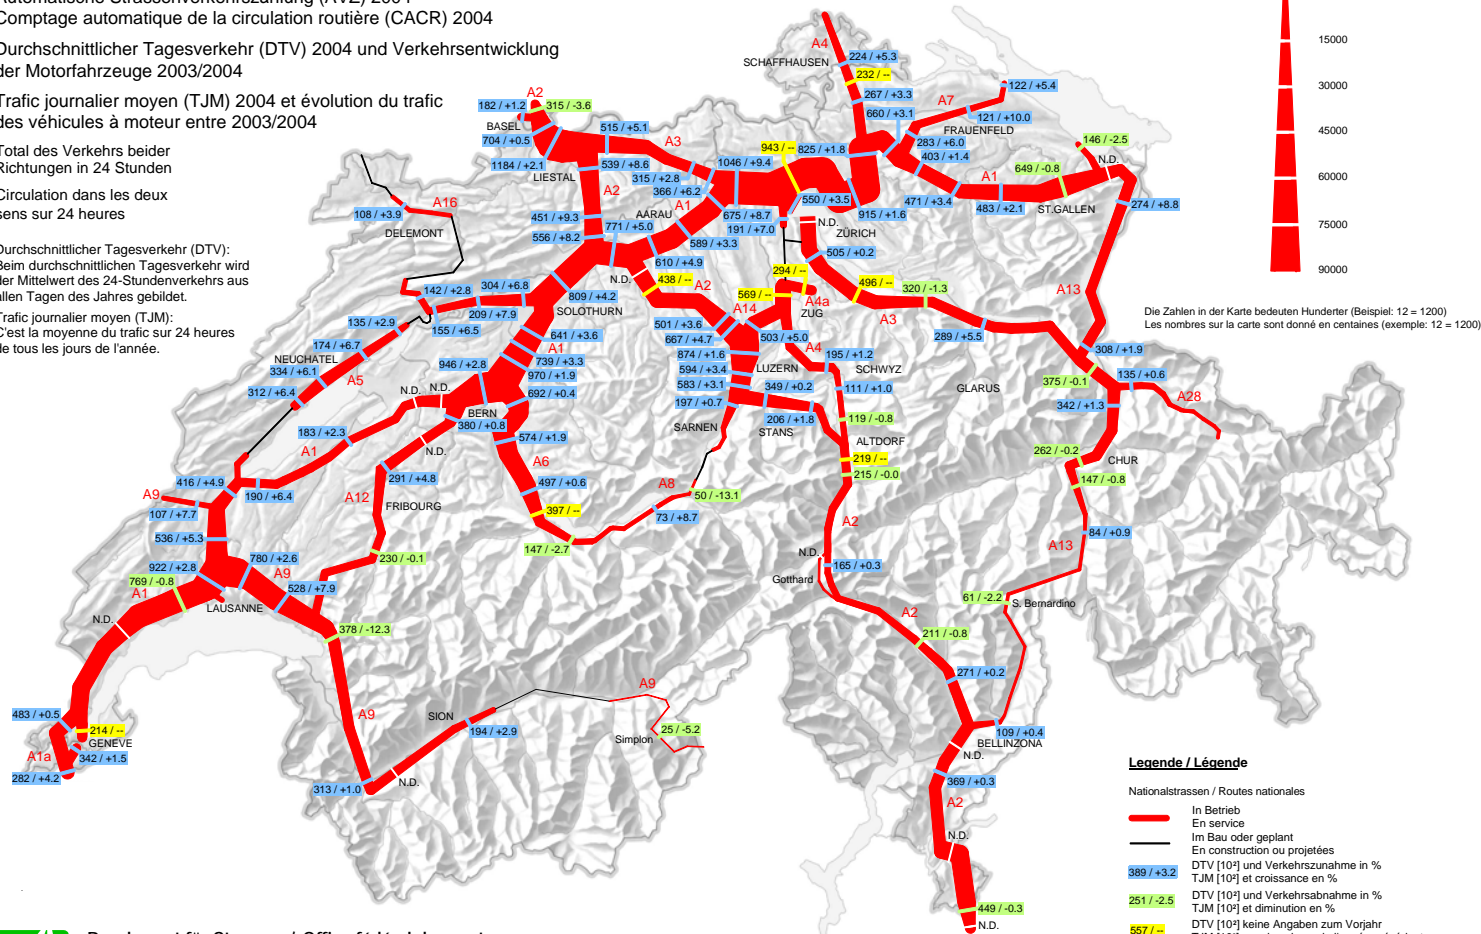 Comptage automatique de la circulation routière (CACR) 2004
Durchschnittlicher Tagesverkehr (DTV) 2004 und Verkehrsentwicklung
der Motorfahrzeuge 2003/2004
Trafic journalier moyen (TJM) 2004 et évolution du trafic
des véhicules à moteur entre 2003/2004
Total des Verkehrs beider
Richtungen in 24 Stunden
Circulation dans les deux
sens sur 24 heures
Durchschnittlicher Tagesverkehr (DTV):
Beim durchschnittlichen Tagesverkehr wird
der Mittelwert des 24-Stundenverkehrs aus
allen Tagen des Jahres gebildet.
Trafic journalier moyen (TJM):
C'est la moyenne du trafic sur 24 heures
de tous les jours de l'année.
15000
30000
45000
60000
75000
90000
Die Zahlen in der Karte bedeuten Hunderter (Beispiel: 12 = 1200)
Les nombres sur la carte sont donné en centaines (exemple: 12 = 1200)
A4
SCHAFFHAUSEN
224 / +5.3
232 / --
267 / +3.3
660 / +3.1
A7
122 / +5.4
121 / +10.0
FRAUENFELD
283 / +6.0
403 / +1.4
146 / -2.5
N.D.
649 / -0.8
A1
471 / +3.4
483 / +2.1
ST.GALLEN
274 / +8.8
A2
182 / +1.2
315 / -3.6
BASEL
704 / +0.5
515 / +5.1
A3
1184 / +2.1
539 / +8.6
LIESTAL
315 / +2.8
366 / +6.2
943 / --
825 / +1.8
1046 / +9.4
A2
A1
AARAU
550 / +3.5
675 / +8.7
915 / +1.6
191 / +7.0
N.D.
ZÜRICH
451 / +9.3
771 / +5.0
556 / +8.2
589 / +3.3
505 / +0.2
610 / +4.9
N.D.
438 / --
A2
294 / --
569 / --
A4a
ZUG
496 / --
320 / -1.3
A3
289 / +5.5
A13
A16
108 / +3.9
DELEMONT
142 / +2.8
304 / +6.8
209 / +7.9
809 / +4.2
SOLOTHURN
135 / +2.9
155 / +6.5
174 / +6.7
NEUCHATEL
334 / +6.1
312 / +6.4
A5
641 / +3.6
A1
739 / +3.3
946 / +2.8
970 / +1.9
692 / +0.4
N.D.
N.D.
BERN
380 / +0.8
574 / +1.9
N.D.
501 / +3.6
667 / +4.7
A14
503 / +5.0
874 / +1.6
594 / +3.4
LUZERN
583 / +3.1
349 / +0.2
197 / +0.7
206 / +1.8
SARNEN
STANS
A4
195 / +1.2
SCHWYZ
111 / +1.0
119 / -0.8
ALTDORF
219 / --
215 / -0.0
GLARUS
308 / +1.9
375 / -0.1
135 / +0.6
342 / +1.3
A28
262 / -0.2
CHUR
147 / -0.8
84 / +0.9
A13
61 / -2.2
S. Bernardino
183 / +2.3
A1
416 / +4.9
190 / +6.4
A9
107 / +7.7
536 / +5.3
291 / +4.8
A12
FRIBOURG
230 / -0.1
A6
497 / +0.6
397 / --
147 / -2.7
A8
50 / -13.1
73 / +8.7
A2
N.D.
165 / +0.3
Gotthard
A2
211 / -0.8
271 / +0.2
109 / +0.4
BELLINZONA
N.D.
369 / +0.3
A2
N.D.
449 / -0.3
N.D.
922 / +2.8
780 / +2.6
769 / -0.8
A9
528 / +7.9
A1
LAUSANNE
N.D.
378 / -12.3
483 / +0.5
214 / --
GENEVE
342 / +1.5
A1a
282 / +4.2
A9
SION
194 / +2.9
313 / +1.0
N.D.
A9
25 / -5.2
Simplon
Legende / Légende
Nationalstrassen / Routes nationales
In Betrieb
En service
Im Bau oder geplant
En construction ou projetées
389 / +3.2
DTV [10²] und Verkehrszunahme in %
TJM [10²] et croissance en %
251 / -2.5
DTV [10²] und Verkehrsabnahme in %
TJM [10²] et diminution en %
557 / --
DTV [10²] keine Angaben zum Vorjahr